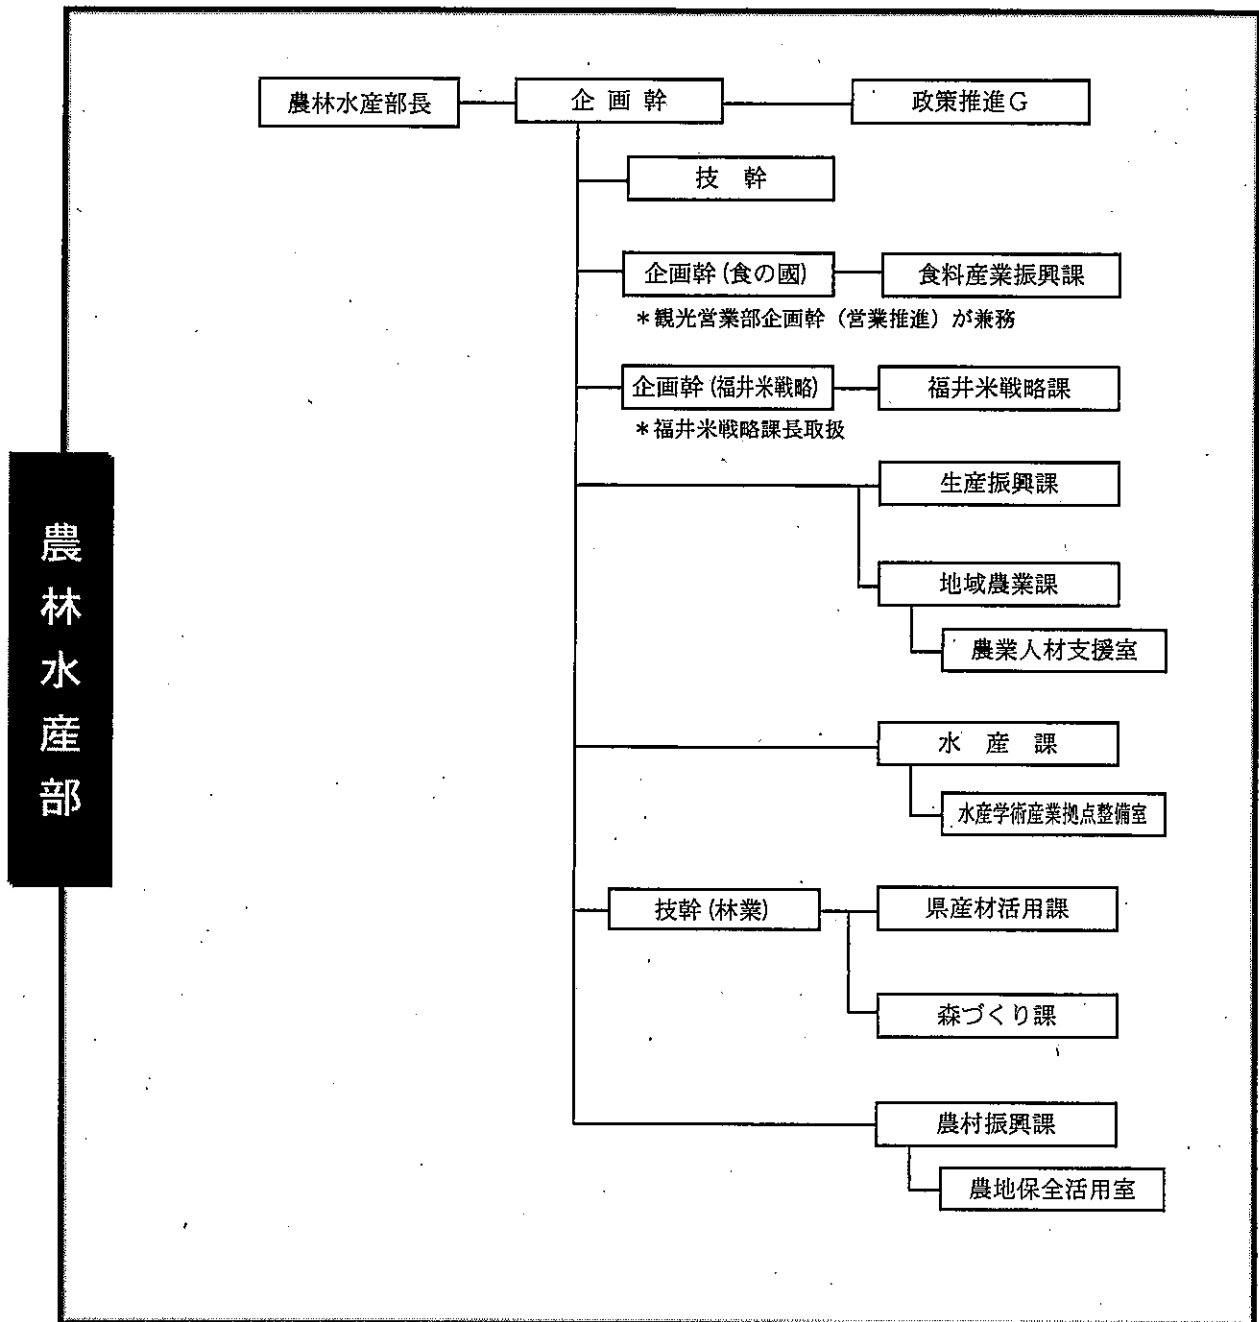 農林水産部
農林水産部長
企画幹
政策推進G
技幹
企画幹(食の國)
食料産業振興課
*観光営業部企画幹(営業推進)が兼務
企画幹(福井米戦略)
福井米戦略課
*福井米戦略課長取扱
生産振興課
地域農業課
農業人材支援室
水産課
水産学術産業拠点整備室
技幹(林業)
県産材活用課
森づくり課
農村振興課
農地保全活用室